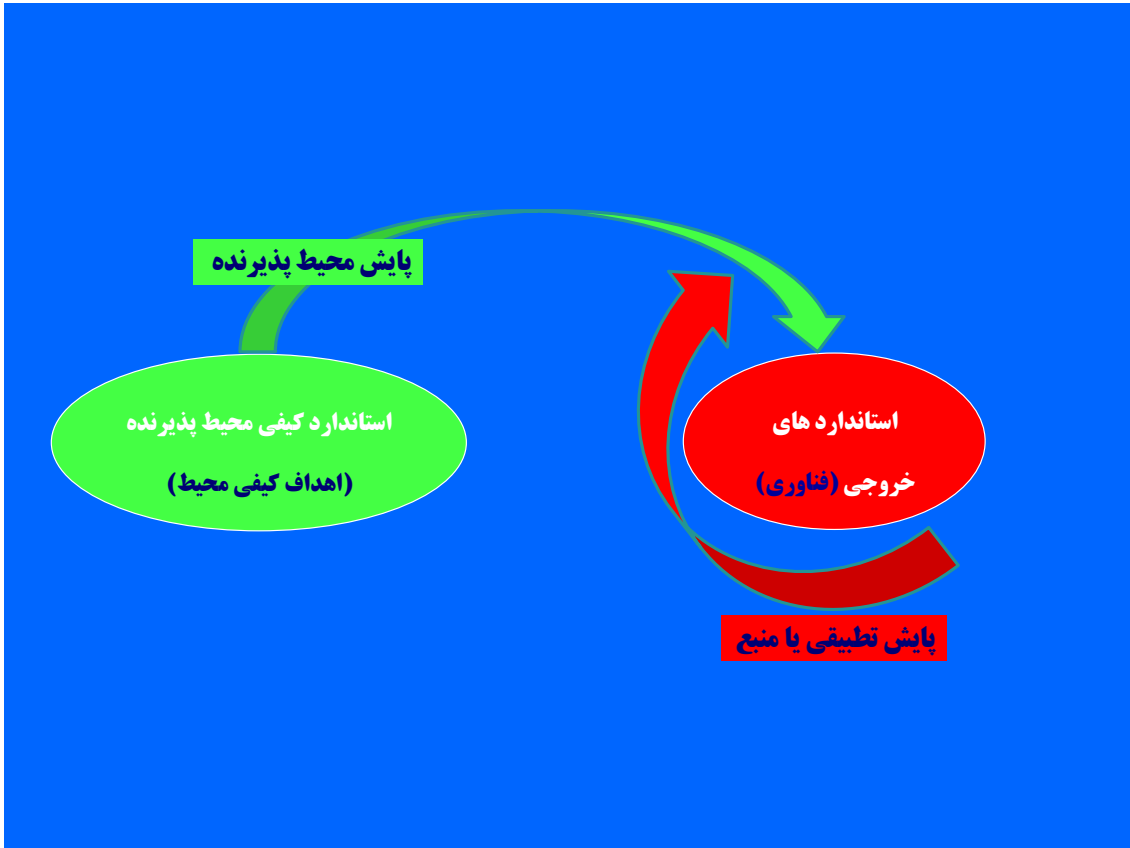 پایش محیط پذیرنده
استاندارد های
خروجی (فناوری)
استاندارد کیفی محیط پذیرنده
(اهداف کیفی محیط)
پایش تطبیقی یا منبع